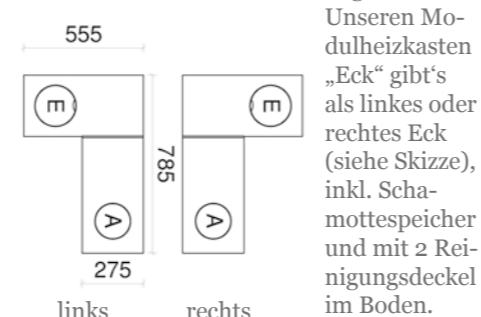 555
E
E
785
A
A
275
links
rechts
Unseren Mo-
dulheizkasten
„Eck“ gibt‘s
als linkes oder
rechtes Eck
(siehe Skizze),
inkl. Scha-
mottespeicher
und mit 2 Rei-
nigungsdeckel
im Boden.